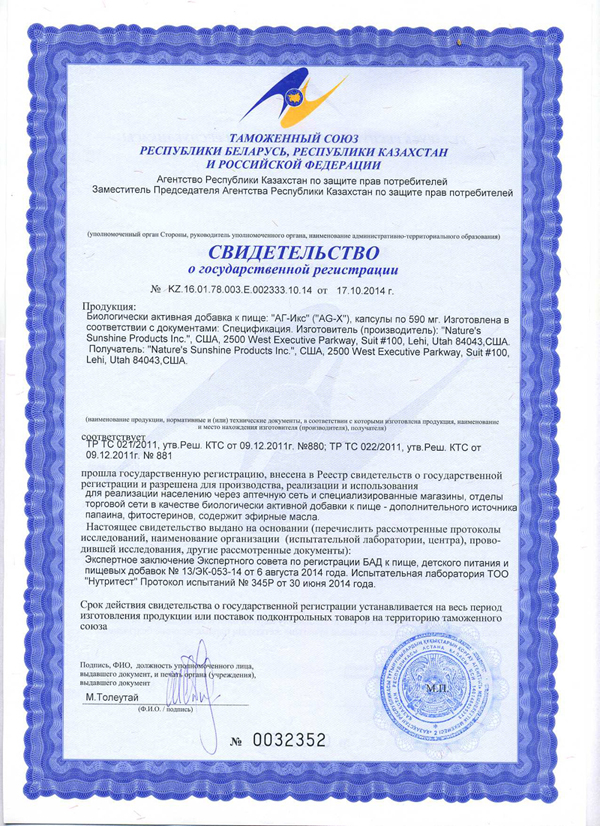 ТАМОЖЕННЫЙ СОЮЗ
РЕСПУБЛИКИ БЕЛАРУСЬ, РЕСПУБЛИКИ КАЗАХСТАН
И РОССИЙСКОЙ ФЕДЕРАЦИИ
Агентство Республики Казахстан по защите прав потребителей
Заместитель Председателя Агентства Республики Казахстан по защите прав потребителей
(уполномоченный орган Стороны, руководитель уполномоченного органа, наименование административно-территориального образования)
СВИДЕТЕЛЬСТВО
о государственной регистрации
№ KZ.16.01.78.003.E.002333.10.14 от 17.10.2014 г.
Продукция:
Биологически активная добавка к пище: "АГ-Икс" ("AG-X"), капсулы по 590 мг. Изготовлена в
соответствии с документами: Спецификация. Изготовитель (производитель): "Nature's
Sunshine Products Inc.", США, 2500 West Executive Parkway, Suit #100, Lehi, Utah 84043,США.
Получатель: "Nature's Sunshine Products Inc.", США, 2500 West Executive Parkway, Suit #100,
Lehi, Utah 84043,США.
(наименование продукции, нормативные и (или) технические документы, в соответствии с которыми изготовлена продукция, наименование
и место нахождения изготовителя (производителя), получателя)
соответствует
ТР ТС 021/2011, утв.Реш. КТС от 09.12.2011г. №880; ТР ТС 022/2011, утв.Реш. КТС от
09.12.2011г. № 881
прошла государственную регистрацию, внесена в Реестр свидетельств о государственной
регистрации и разрешена для производства, реализации и использования
для реализации населению через аптечную сеть и специализированные магазины, отделы
торговой сети в качестве биологически активной добавки к пище - дополнительного источника
папаина, фитостеринов, содержит эфирные масла.
Настоящее свидетельство выдано на основании (перечислить рассмотренные протоколы
исследований, наименование организации (испытательной лаборатории, центра), прово-
дившей исследования, другие рассмотренные документы):
Экспертное заключение Экспертного совета по регистрации БАД к пище, детского питания и
пищевых добавок № 13/ЭК-053-14 от 6 августа 2014 года. Испытательная лаборатория ТОО
"Нутритест" Протокол испытаний № 345Р от 30 июня 2014 года.
Срок действия свидетельства о государственной регистрации устанавливается на весь период
изготовления продукции или поставок подконтрольных товаров на территорию таможенного
союза
Подпись, ФИО, должность уполномоченного лица,
выдавшего документ, и печать органа (учреждения),
выдавшего документ
М.Толеутай
(Ф.И.О. / подпись)
М.П.
№ 0032352